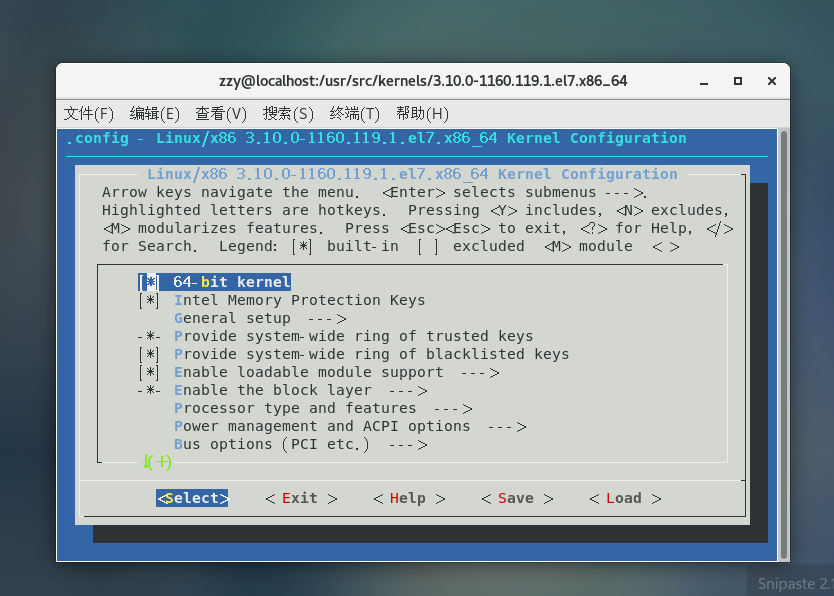 zzy@localhost:/usr/src/kernels/3.10.0-1160.119.1.el7.x86_64
文件(F) 编辑(E) 查看(V) 搜索(S) 终端(T) 帮助(H)
.config - Linux/x86 3.10.0-1160.119.1.el7.x86_64 Kernel Configuration
Linux/x86 3.10.0-1160.119.1.el7.x86_64 Kernel Configuration
Arrow keys navigate the menu. <Enter> selects submenus --->.
Highlighted letters are hotkeys. Pressing <Y> includes, <N> excludes,
<M> modularizes features. Press <Esc><Esc> to exit, <?> for Help, </>
for Search. Legend: [*] built-in [ ] excluded <M> module < >
[*] 64-bit kernel
[*] Intel Memory Protection Keys
General setup --->
-*- Provide system-wide ring of trusted keys
[*] Provide system-wide ring of blacklisted keys
[*] Enable loadable module support --->
-*- Enable the block layer --->
Processor type and features --->
Power management and ACPI options --->
Bus options (PCI etc.) --->
↓(+)
<Select> < Exit > < Help > < Save > < Load >
Snipaste